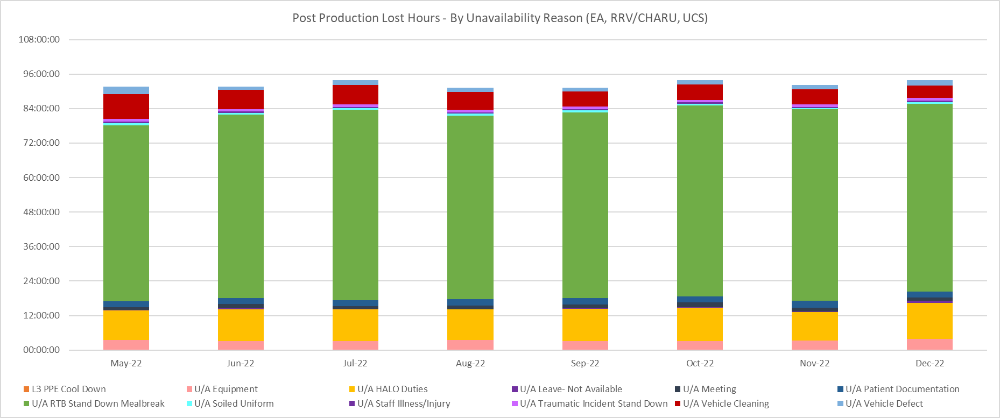 Post Production Lost Hours - By Unavailability Reason (EA, RRV/CHARU, UCS)
108:00:00
96:00:00
84:00:00
72:00:00
60:00:00
48:00:00
36:00:00
24:00:00
12:00:00
00:00:00
May-22 Jun-22 Jul-22 Aug-22 Sep-22 Oct-22 Nov-22 Dec-22
L3 PPE Cool Down U/A Equipment U/A HALO Duties U/A Leave- Not Available U/A Meeting U/A Patient Documentation
U/A RTB Stand Down Mealbreak U/A Soiled Uniform U/A Staff Illness/Injury U/A Traumatic Incident Stand Down U/A Vehicle Cleaning U/A Vehicle Defect